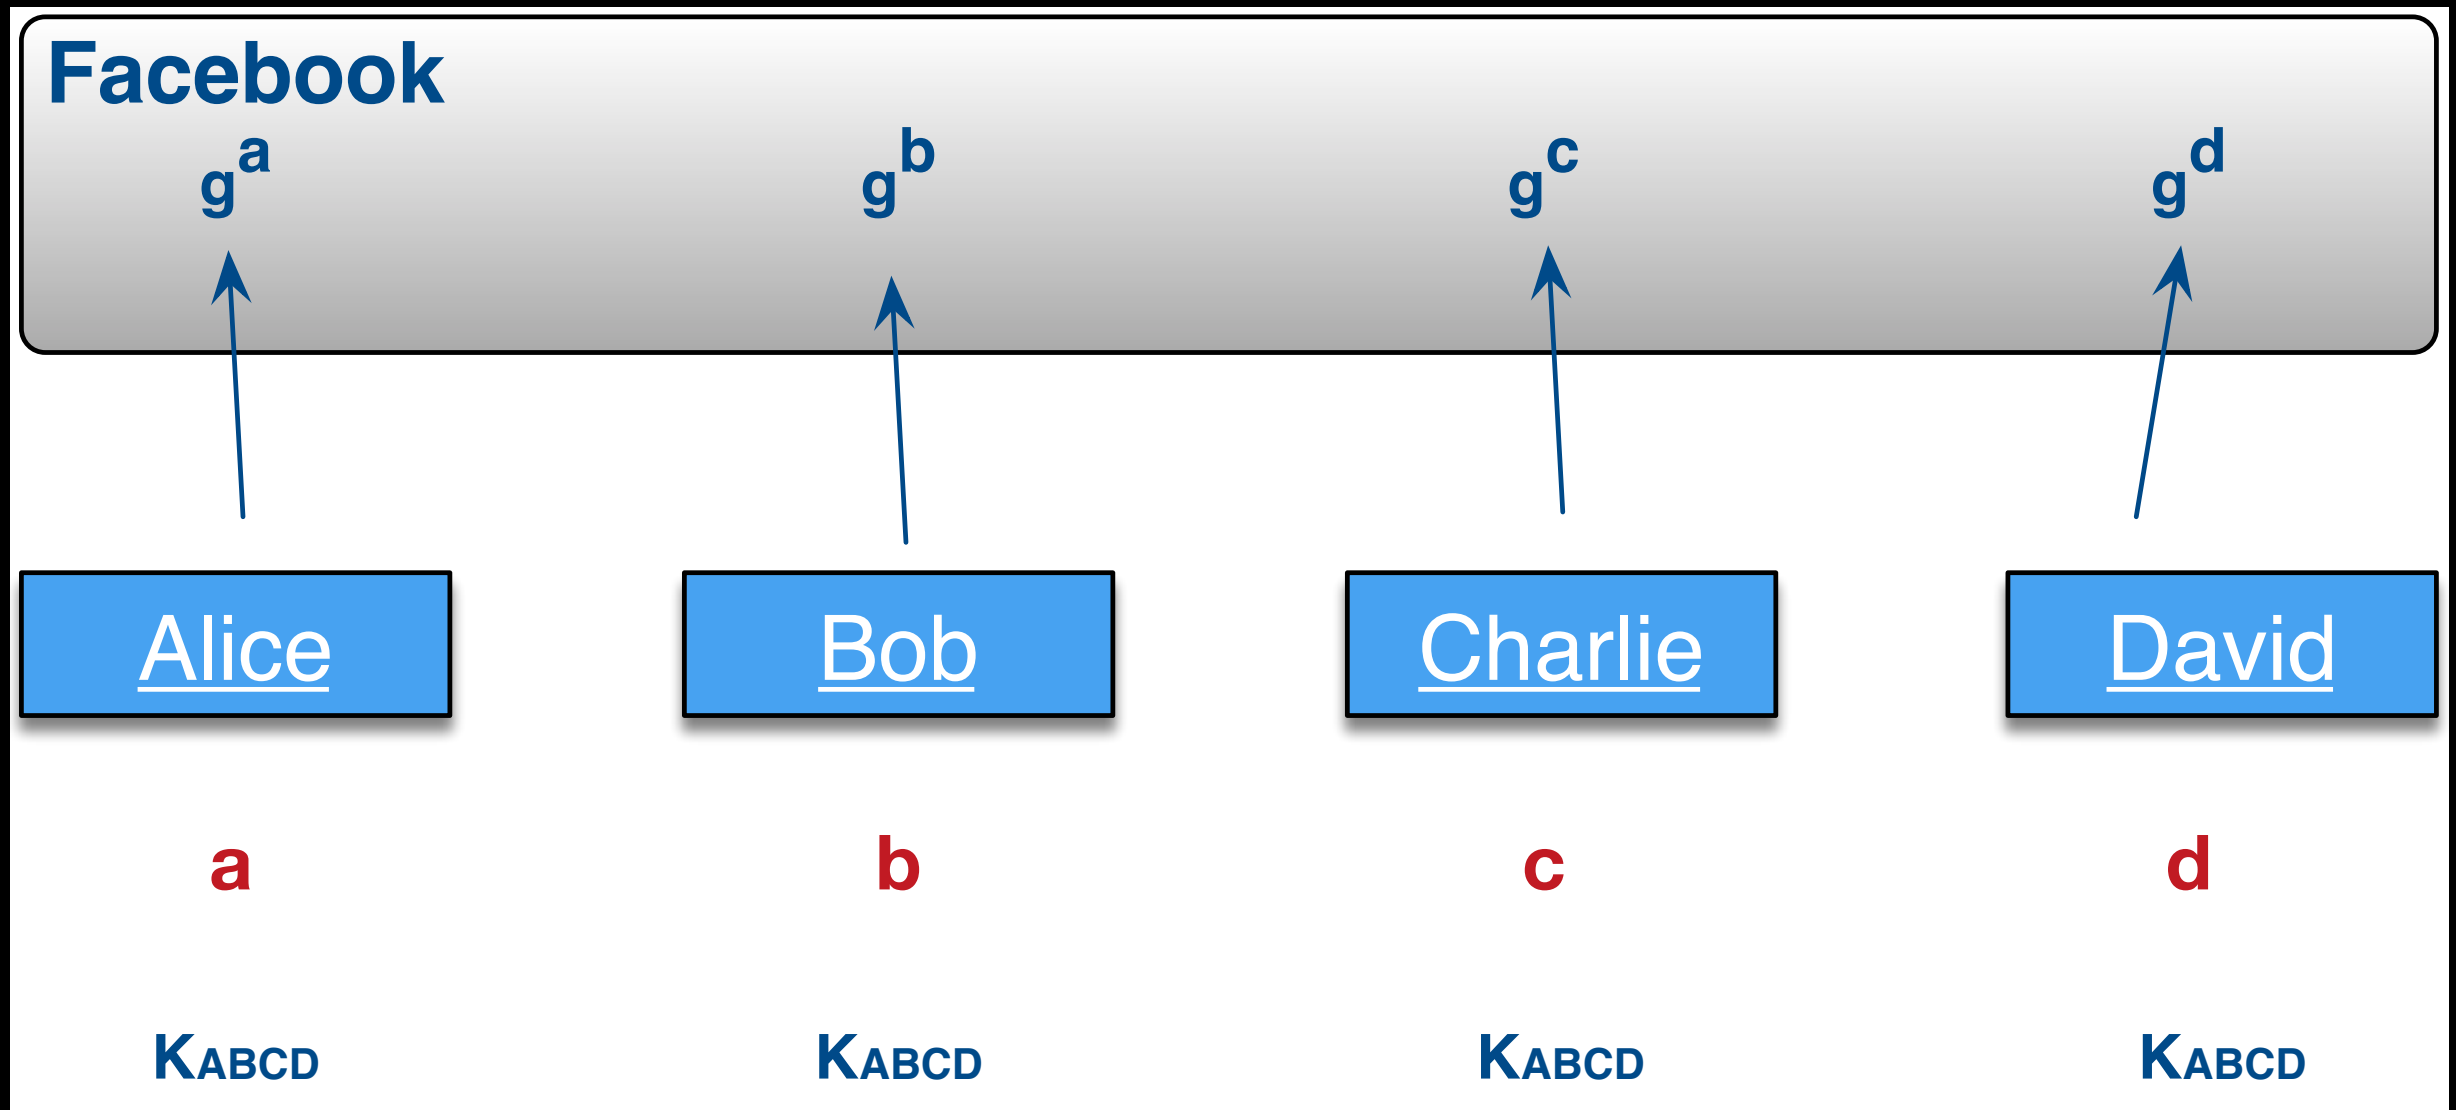 Facebook
g^a g^b g^c g^d
Alice Bob Charlie David
a b c d
KABCD KABCD KABCD KABCD